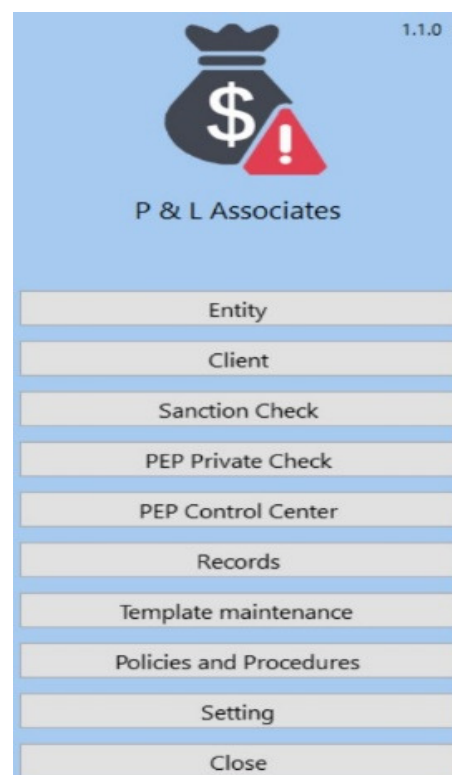 1.1.0
$
!
P & L Associates
Entity
Client
Sanction Check
PEP Private Check
PEP Control Center
Records
Template maintenance
Policies and Procedures
Setting
Close